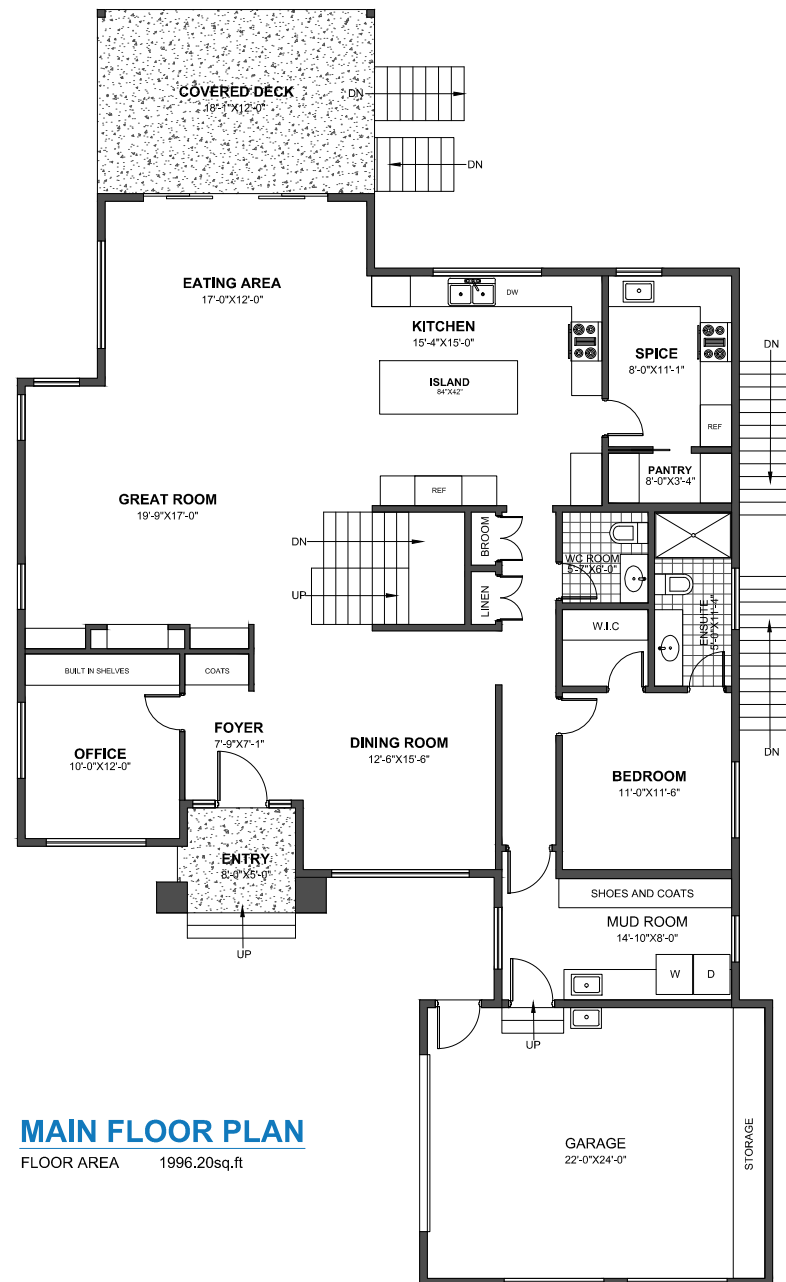 COVERED DECK
18'-1"X12'-0"
DN
DN
EATING AREA
17'-0"X12'-0"
DW
KITCHEN
15'-4"X15'-0"
SPICE
8'-0"X11'-1"
DN
ISLAND
84"X42"
REF
PANTRY
8'-0"X3'-4"
REF
GREAT ROOM
19'-9"X17'-0"
DN
BROOM
WC ROOM
5'-7"X6'-0"
UP
LINEN
ENSUITE
5'-0"X11'-4"
W.I.C
BUILT IN SHELVES
COATS
FOYER
7'-9"X7'-1"
DINING ROOM
12'-6"X15'-6"
OFFICE
10'-0"X12'-0"
DN
BEDROOM
11'-0"X11'-6"
ENTRY
8'-0"X5'-0"
SHOES AND COATS
MUD ROOM
14'-10"X8'-0"
UP
W
D
UP
GARAGE
22'-0"X24'-0"
STORAGE
MAIN FLOOR PLAN
FLOOR AREA 1996.20sq.ft